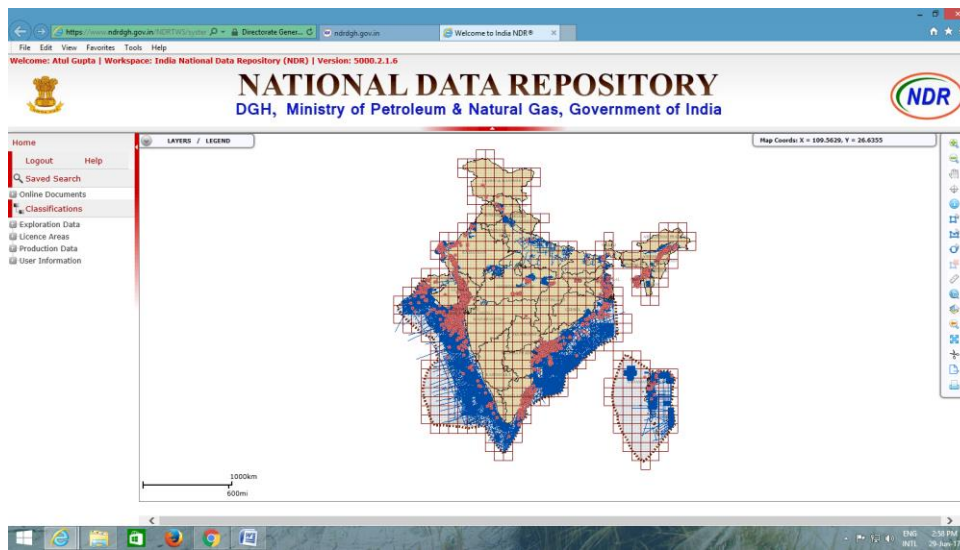 https://www.ndrdgh.gov.in/NDRTWS/system
Directorate Gener...
ndrdgh.gov.in
Welcome to India NDR®
File Edit View Favorites Tools Help
Welcome: Atul Gupta | Workspace: India National Data Repository (NDR) | Version: 5000.2.1.6
NATIONAL DATA REPOSITORY
DGH, Ministry of Petroleum & Natural Gas, Government of India
NDR
Home
Logout Help
Saved Search
Online Documents
Classifications
Exploration Data
Licence Areas
Production Data
User Information
LAYERS / LEGEND
Map Coords: X = 109.5629, Y = 26.6355
1000km
600mi
ENG 2:58 PM
INTL 29-Jun-17